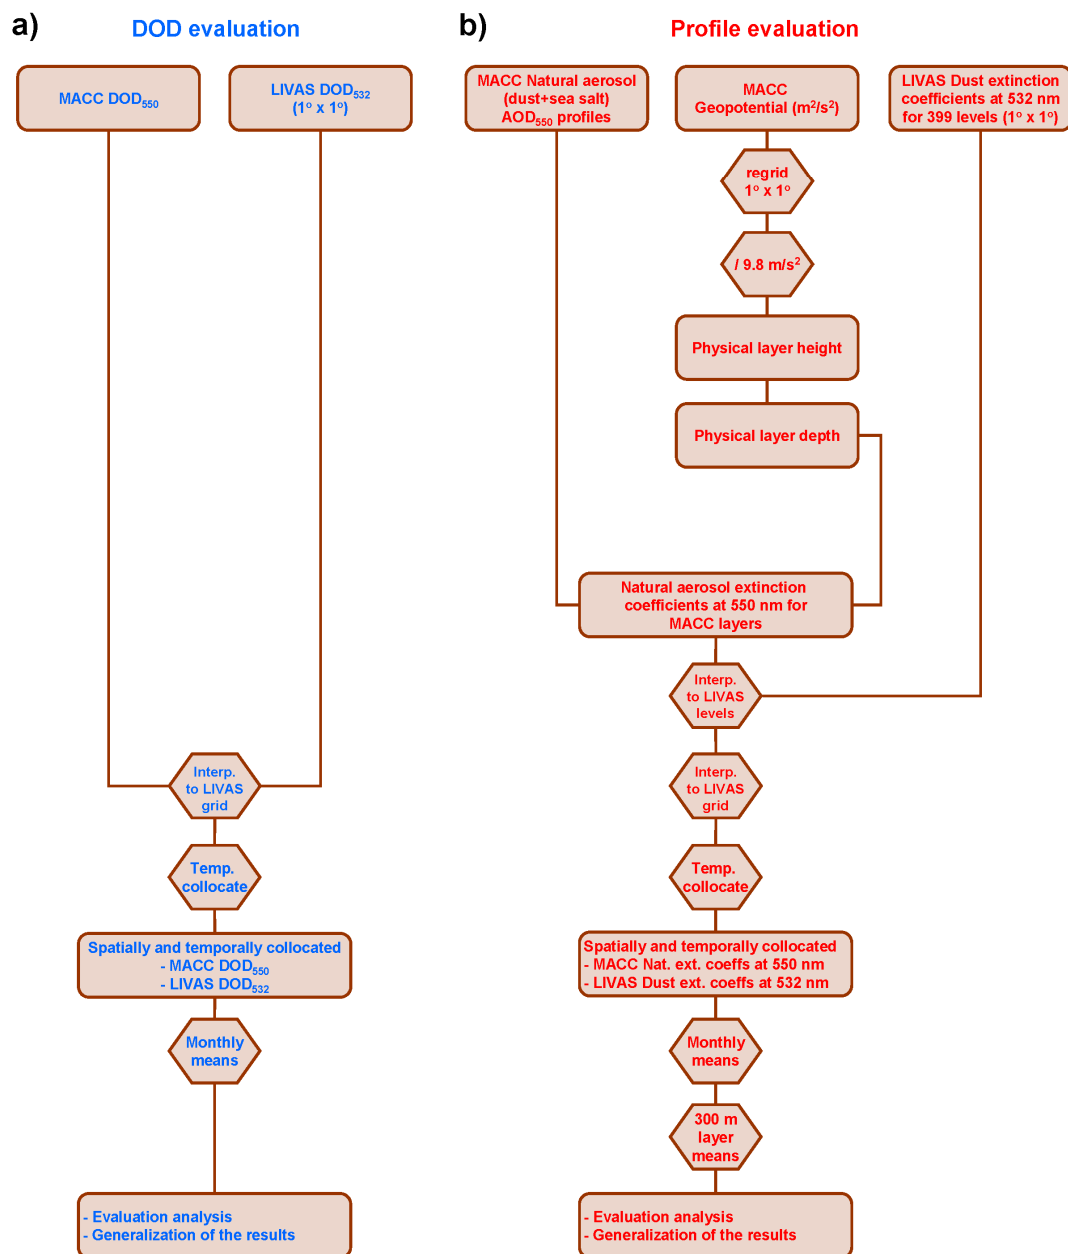 a)
DOD evaluation
MACC DOD₅₅₀
LIVAS DOD₅₃₂
(1° x 1°)
Interp.
to LIVAS
grid
Temp.
collocate
Spatially and temporally collocated
- MACC DOD₅₅₀
- LIVAS DOD₅₃₂
Monthly
means
- Evaluation analysis
- Generalization of the results
b)
Profile evaluation
MACC Natural aerosol
(dust+sea salt)
AOD₅₅₀ profiles
MACC
Geopotential (m²/s²)
LIVAS Dust extinction
coefficients at 532 nm
for 399 levels (1° x 1°)
regrid
1° x 1°
/ 9.8 m/s²
Physical layer height
Physical layer depth
Natural aerosol extinction
coefficients at 550 nm for
MACC layers
Interp.
to LIVAS
levels
Interp.
to LIVAS
grid
Temp.
collocate
Spatially and temporally collocated
- MACC Nat. ext. coeffs at 550 nm
- LIVAS Dust ext. coeffs at 532 nm
Monthly
means
300 m
layer
means
- Evaluation analysis
- Generalization of the results